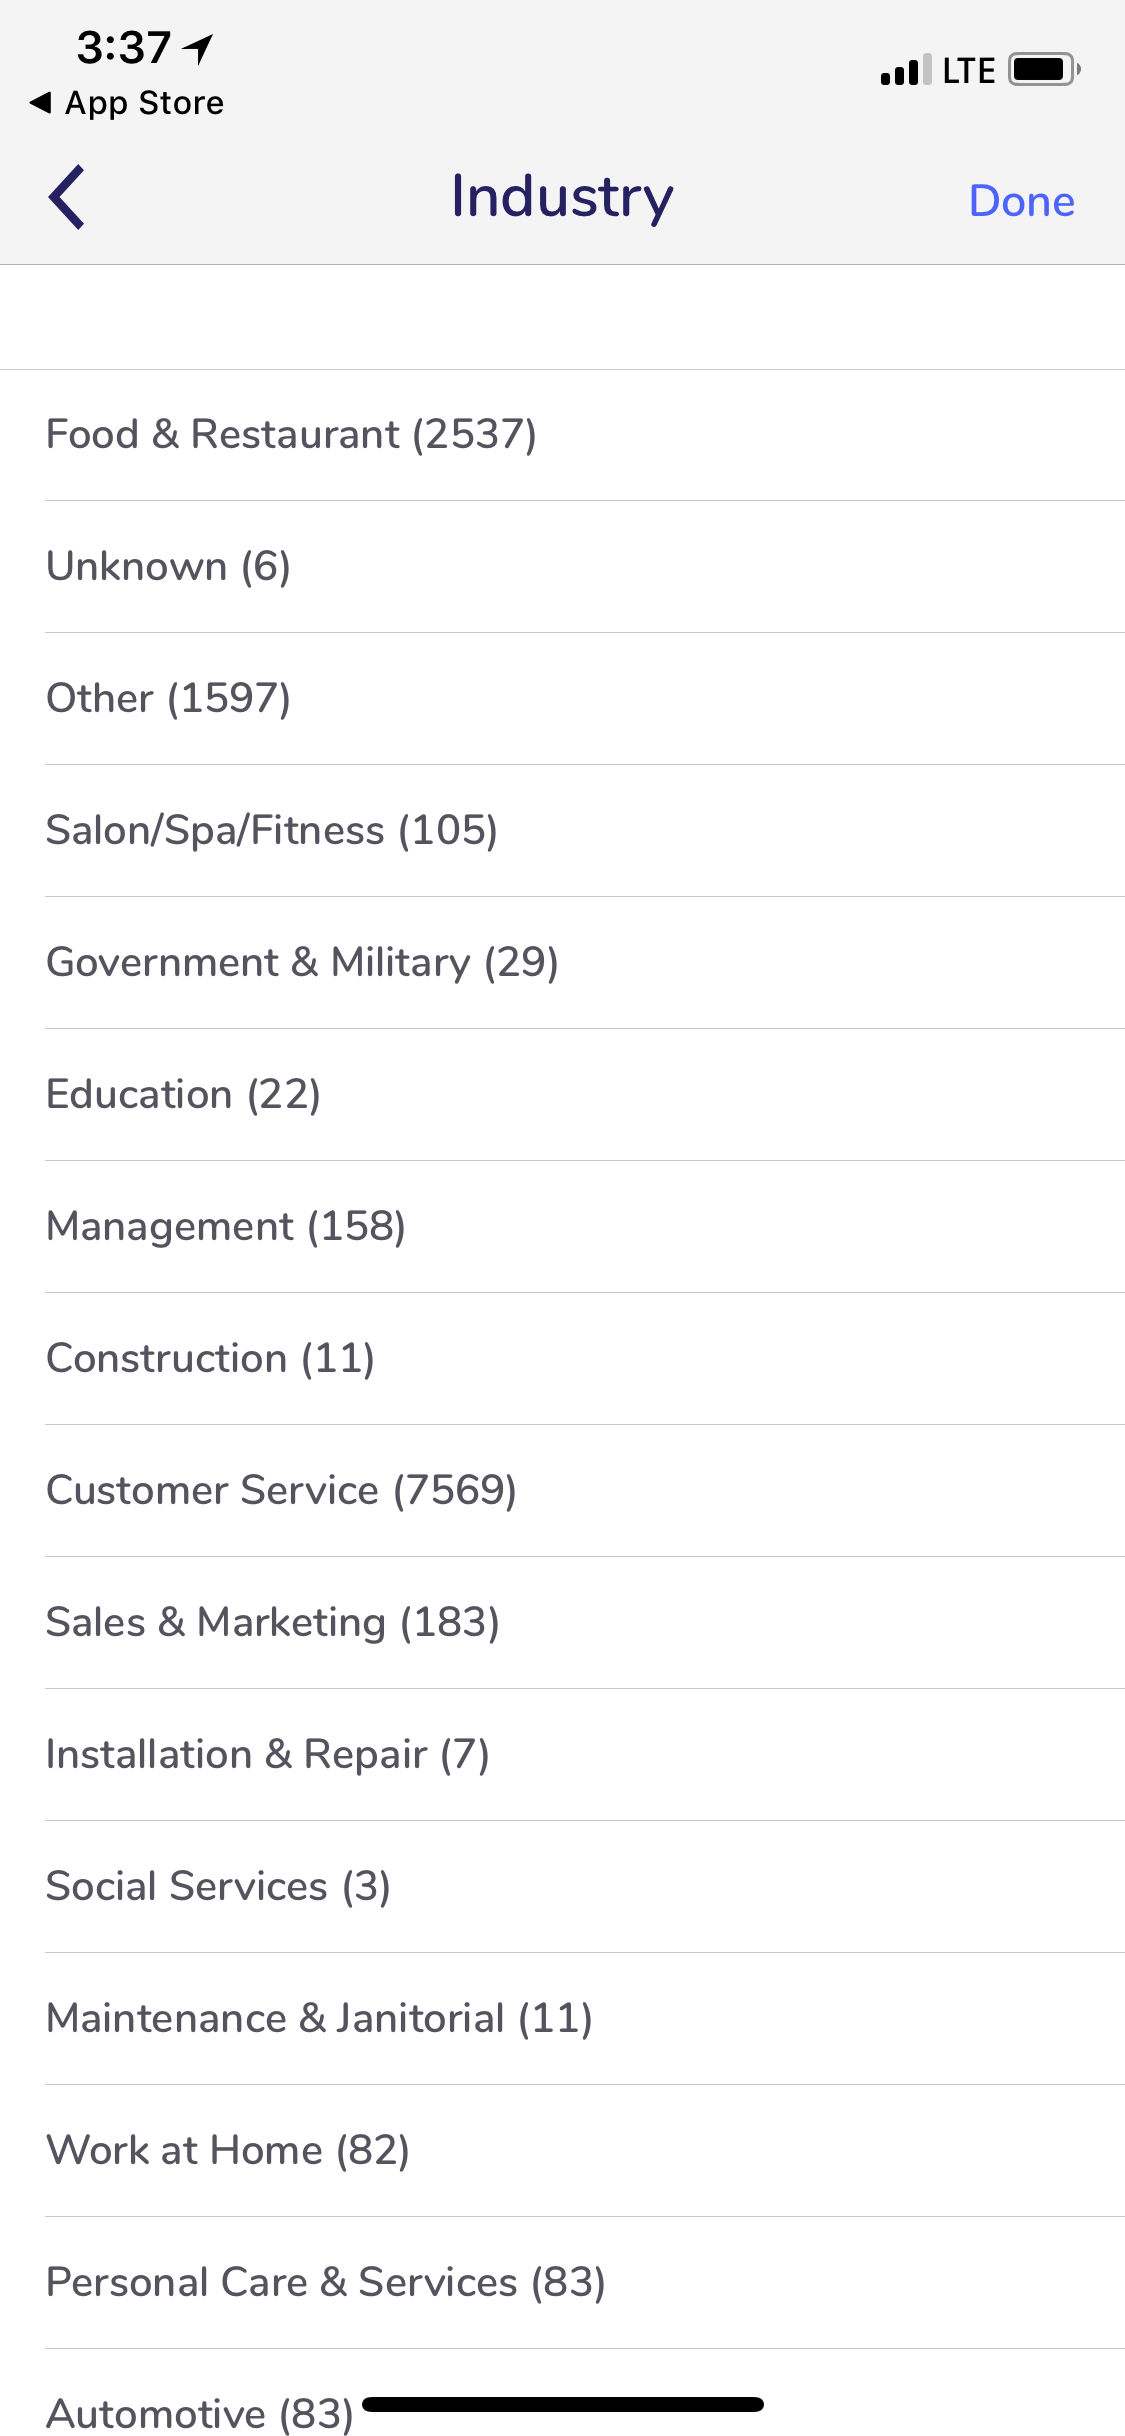 3:37
LTE
App Store
Industry
Done
Food & Restaurant (2537)
Unknown (6)
Other (1597)
Salon/Spa/Fitness (105)
Government & Military (29)
Education (22)
Management (158)
Construction (11)
Customer Service (7569)
Sales & Marketing (183)
Installation & Repair (7)
Social Services (3)
Maintenance & Janitorial (11)
Work at Home (82)
Personal Care & Services (83)
Automotive (83)